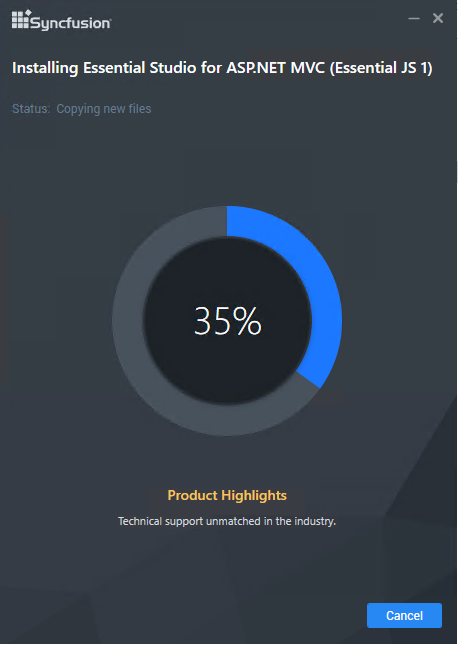 Syncfusion
Installing Essential Studio for ASP.NET MVC (Essential JS 1)
Status: Copying new files
35%
Product Highlights
Technical support unmatched in the industry.
Cancel